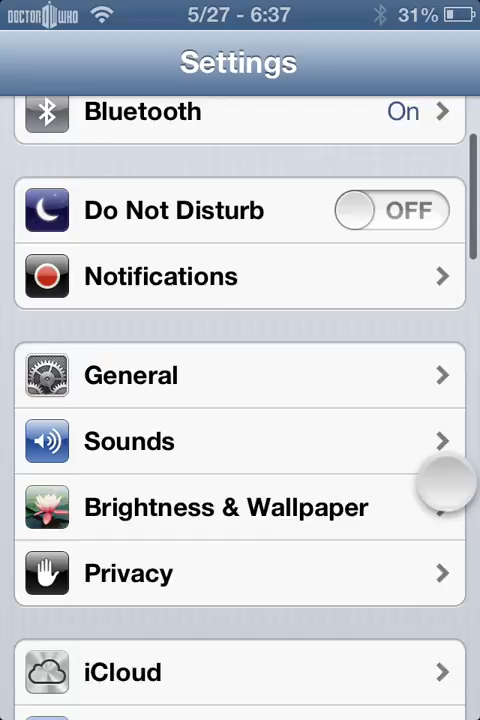 DOCTOR WHO 5/27 - 6:37 31%
Settings
Bluetooth On
Do Not Disturb OFF
Notifications
General
Sounds
Brightness & Wallpaper
Privacy
iCloud